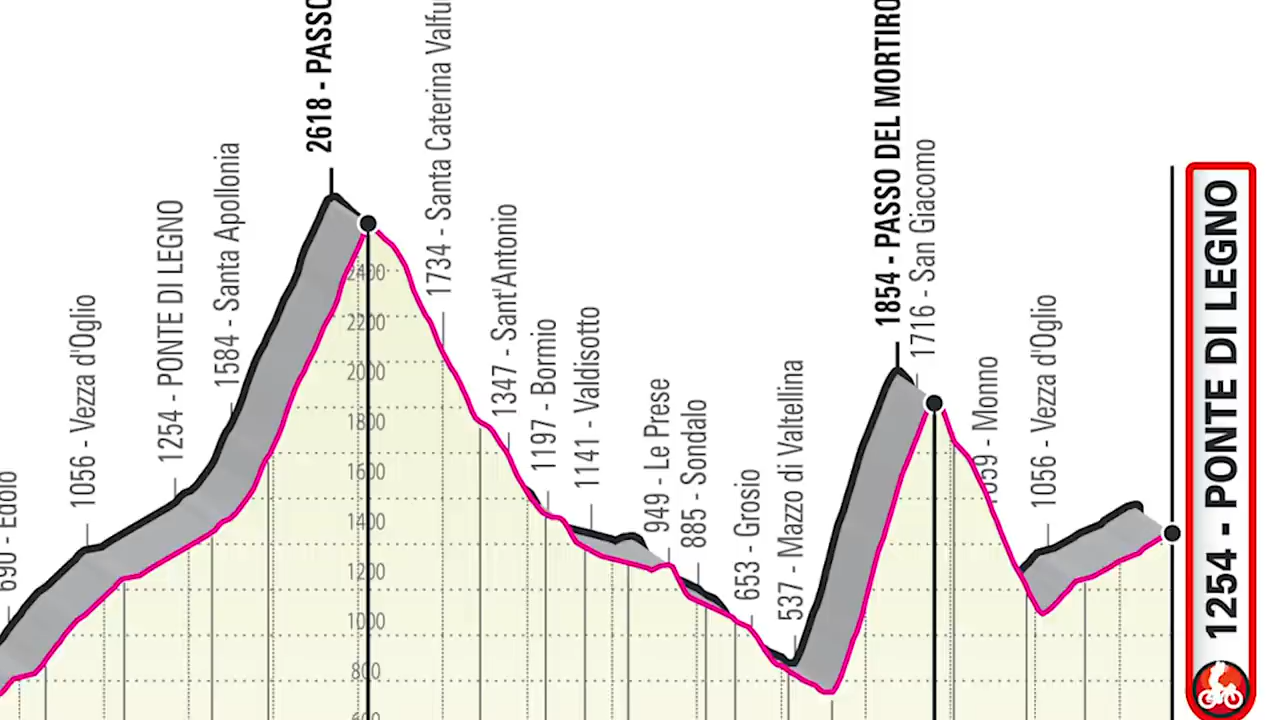 690 - Edolo
1056 - Vezza d'Oglio
1254 - PONTE DI LEGNO
1584 - Santa Apollonia
2618 - PASSO
1734 - Santa Caterina Valfu
1347 - Sant'Antonio
1197 - Bormio
1141 - Valdisotto
949 - Le Prese
885 - Sondalo
653 - Grosio
537 - Mazzo di Valtellina
1854 - PASSO DEL MORTIRO
1716 - San Giacomo
1059 - Monno
1056 - Vezza d'Oglio
1254 - PONTE DI LEGNO
2400
2200
2000
1800
1600
1400
1200
1000
800
600